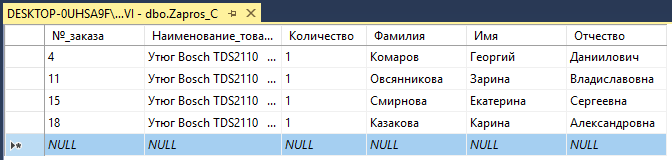 DESKTOP-0UHSA9F\...VI - dbo.Zapros_C
№_заказа Наименование_това... Количество Фамилия Имя Отчество
4 Утюг Bosch TDS2110 ... 1 Комаров Георгий Даниилович
11 Утюг Bosch TDS2110 ... 1 Овсянникова Зарина Владиславовна
15 Утюг Bosch TDS2110 ... 1 Смирнова Екатерина Сергеевна
18 Утюг Bosch TDS2110 ... 1 Казакова Карина Александровна
NULL NULL NULL NULL NULL NULL